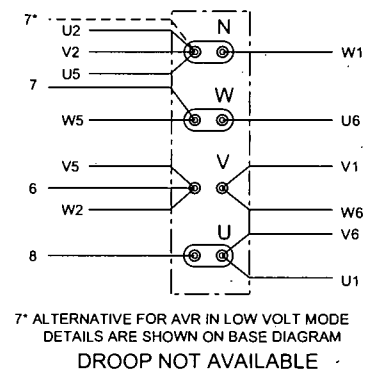 7*
U2
N
V2
W1
U5
7
W
W5
U6
V5
V
V1
6
W2
W6
V6
U
8
U1
7* ALTERNATIVE FOR AVR IN LOW VOLT MODE
DETAILS ARE SHOWN ON BASE DIAGRAM
DROOP NOT AVAILABLE